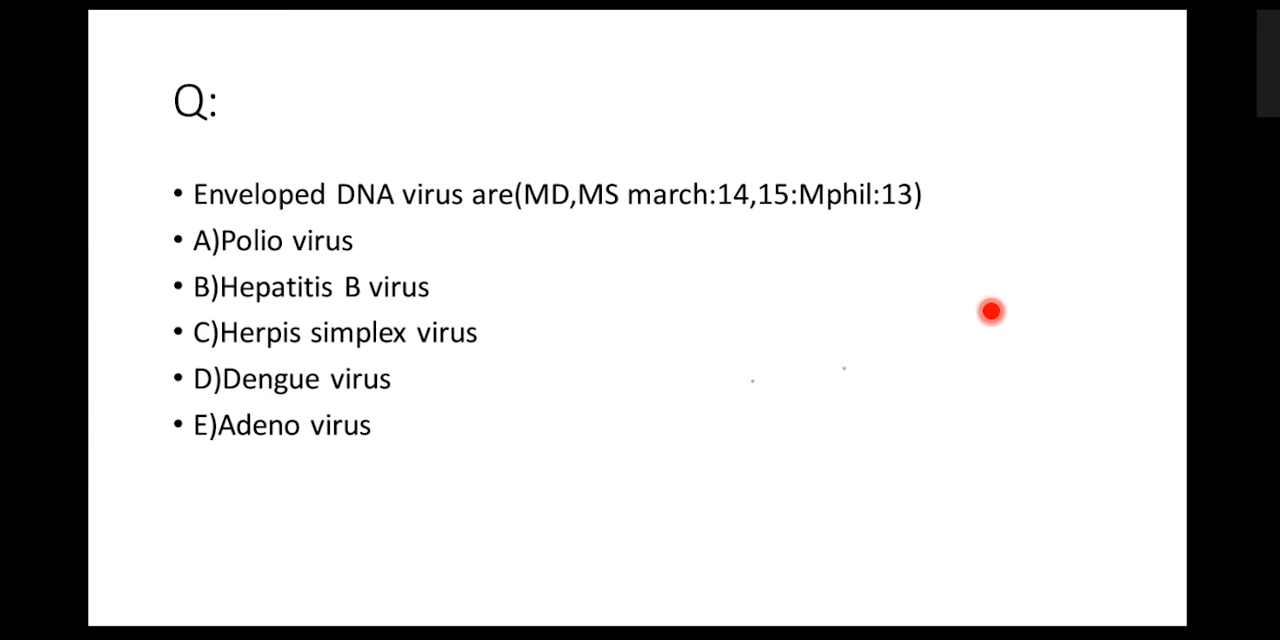 Q:
• Enveloped DNA virus are(MD,MS march:14,15:Mphil:13)
• A)Polio virus
• B)Hepatitis B virus
• C)Herpis simplex virus
• D)Dengue virus
• E)Adeno virus